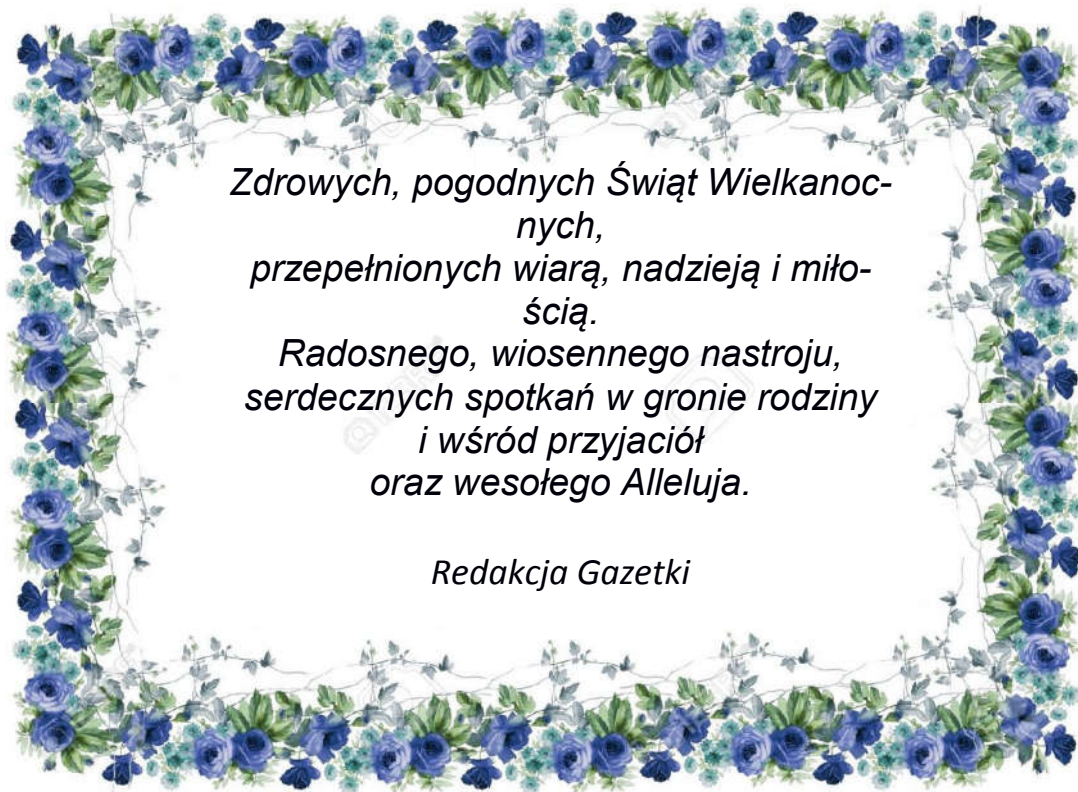 Zdrowych, pogodnych Świąt Wielkanoc-
nych,
przepełnionych wiarą, nadzieją i miło-
ścią.
Radosnego, wiosennego nastroju,
serdecznych spotkań w gronie rodziny
i wśród przyjaciół
oraz wesołego Alleluja.
Redakcja Gazetki